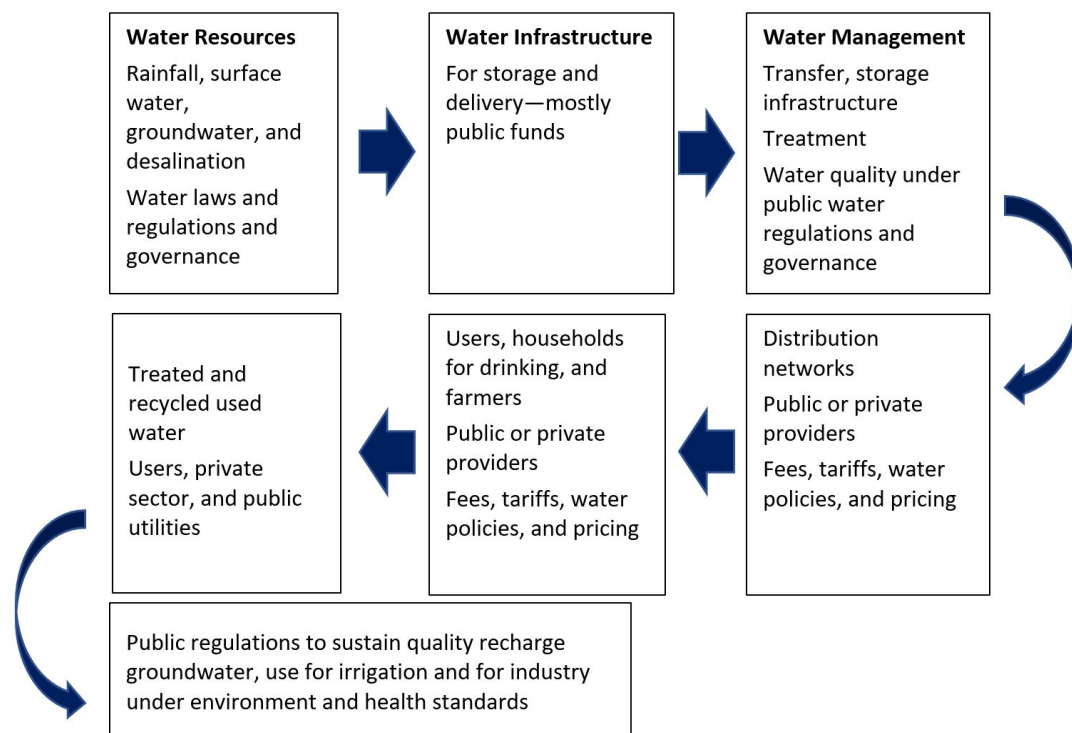 Water Resources
Rainfall, surface
water,
groundwater, and
desalination
Water laws and
regulations and
governance
Water Infrastructure
For storage and
delivery—mostly
public funds
Water Management
Transfer, storage
infrastructure
Treatment
Water quality under
public water
regulations and
governance
Distribution
networks
Public or private
providers
Fees, tariffs, water
policies, and pricing
Users, households
for drinking, and
farmers
Public or private
providers
Fees, tariffs, water
policies, and pricing
Treated and
recycled used
water
Users, private
sector, and public
utilities
Public regulations to sustain quality recharge
groundwater, use for irrigation and for industry
under environment and health standards